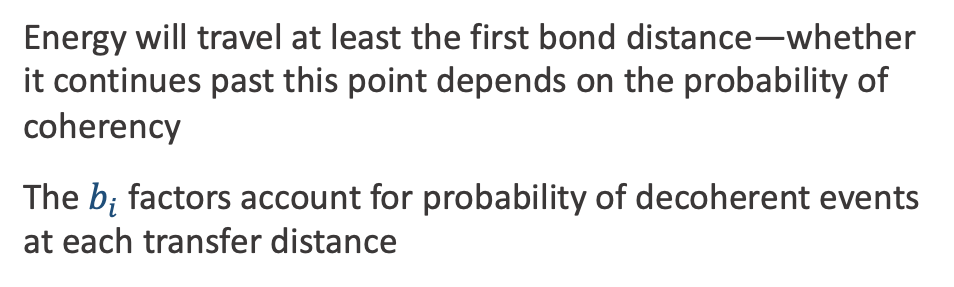 Energy will travel at least the first bond distance—whether
it continues past this point depends on the probability of
coherency
The bᵢ factors account for probability of decoherent events
at each transfer distance